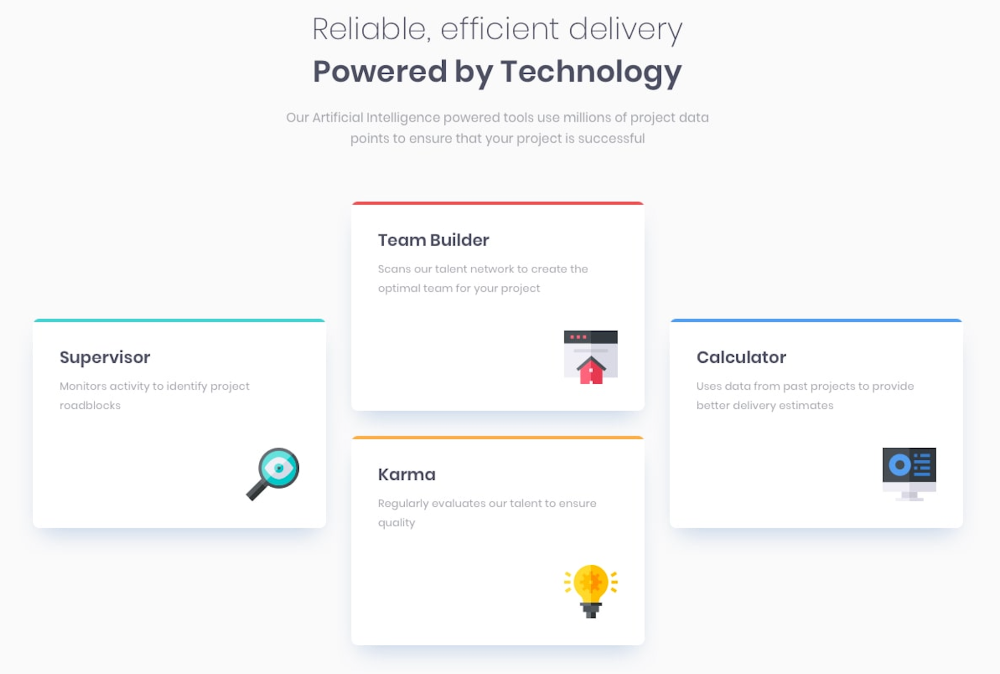 Reliable, efficient delivery
Powered by Technology
Our Artificial Intelligence powered tools use millions of project data
points to ensure that your project is successful
Team Builder
Scans our talent network to create the
optimal team for your project
Supervisor
Monitors activity to identify project
roadblocks
Calculator
Uses data from past projects to provide
better delivery estimates
Karma
Regularly evaluates our talent to ensure
quality